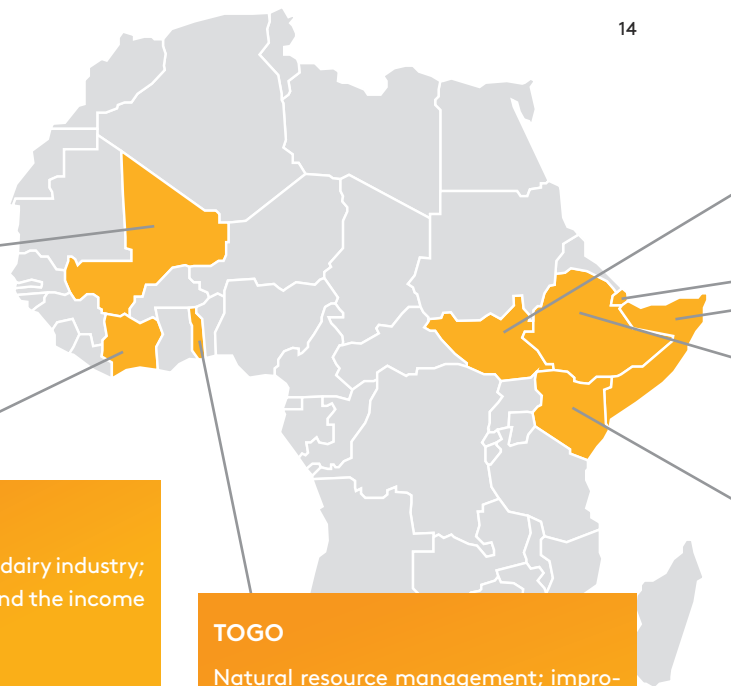 14
dairy industry;
nd the income
TOGO
Natural resource management; impro-